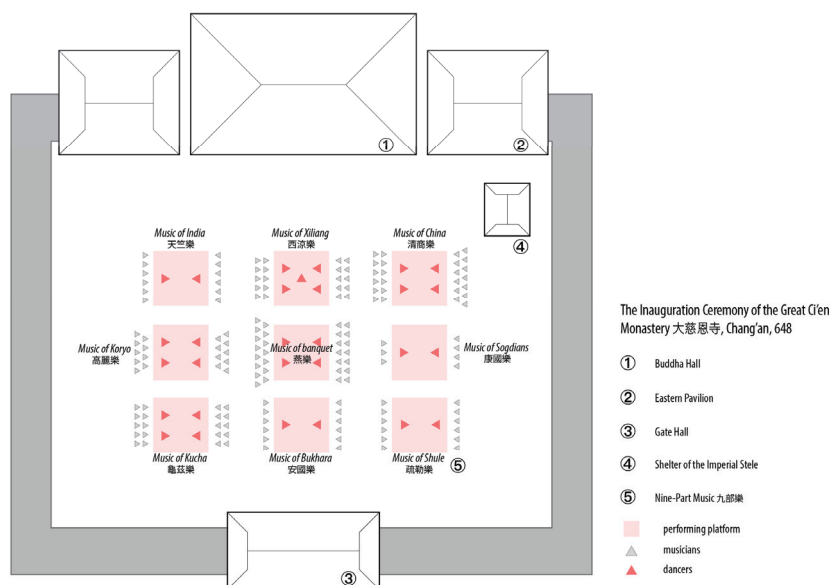 ①
②
④
Music of India
天竺樂
Music of Xiliang
西涼樂
Music of China
清商樂
Music of Koryo
高麗樂
Music of banquet
燕樂
Music of Sogdians
康國樂
Music of Kucha
龜茲樂
Music of Bukhara
安國樂
Music of Shule
疏勒樂
⑤
③
The Inauguration Ceremony of the Great Ci'en
Monastery 大慈恩寺, Chang'an, 648
① Buddha Hall
② Eastern Pavilion
③ Gate Hall
④ Shelter of the Imperial Stele
⑤ Nine-Part Music 九部樂
performing platform
musicians
dancers